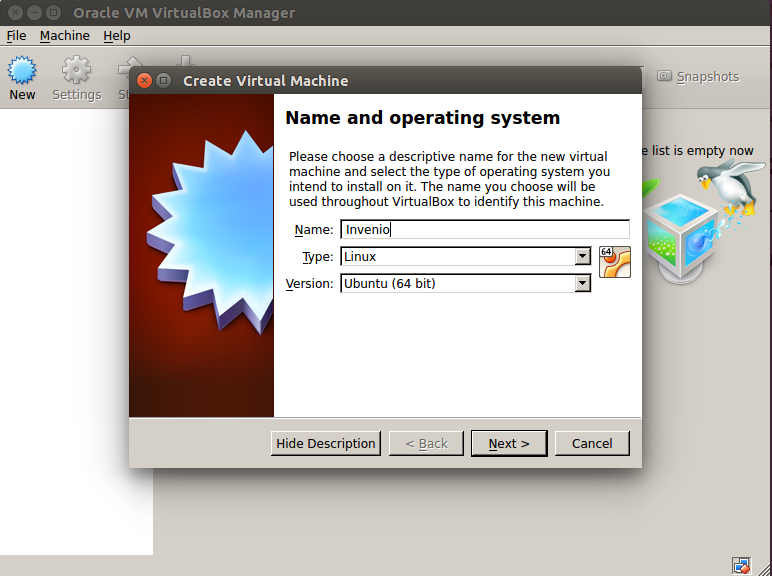 Oracle VM VirtualBox Manager
File Machine Help
New
Settings
Snapshots
Create Virtual Machine
Name and operating system
Please choose a descriptive name for the new virtual
machine and select the type of operating system you
intend to install on it. The name you choose will be
used throughout VirtualBox to identify this machine.
Name: Invenio
Type: Linux
64
Version: Ubuntu (64 bit)
Hide Description < Back Next > Cancel
list is empty now